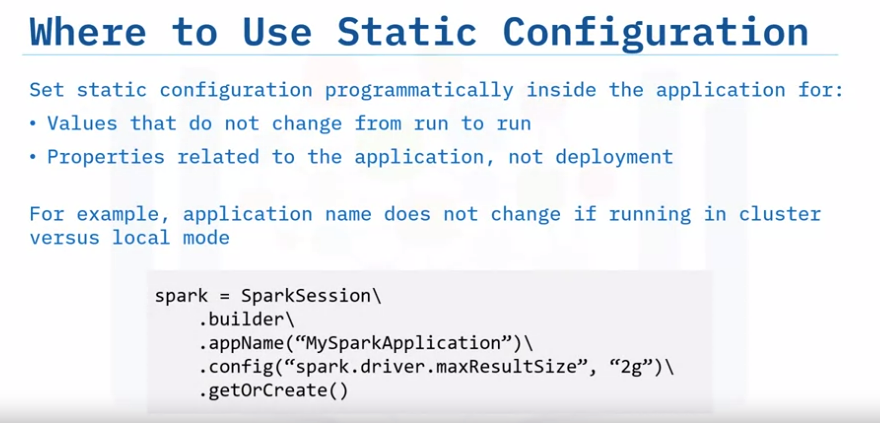 Where to Use Static Configuration
Set static configuration programmatically inside the application for:
• Values that do not change from run to run
• Properties related to the application, not deployment
For example, application name does not change if running in cluster
versus local mode
spark = SparkSession\
    .builder\
    .appName(“MySparkApplication”)\
    .config(“spark.driver.maxResultSize”, “2g”)\
    .getOrCreate()